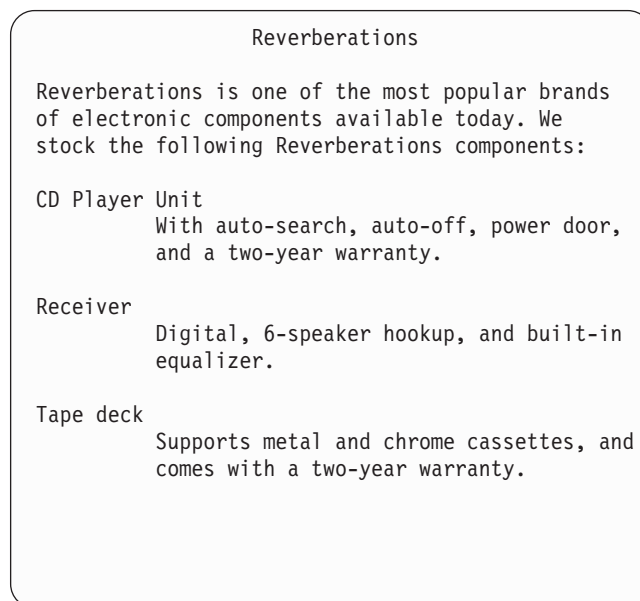 Reverberations
Reverberations is one of the most popular brands
of electronic components available today. We
stock the following Reverberations components:
CD Player Unit
With auto-search, auto-off, power door,
and a two-year warranty.
Receiver
Digital, 6-speaker hookup, and built-in
equalizer.
Tape deck
Supports metal and chrome cassettes, and
comes with a two-year warranty.